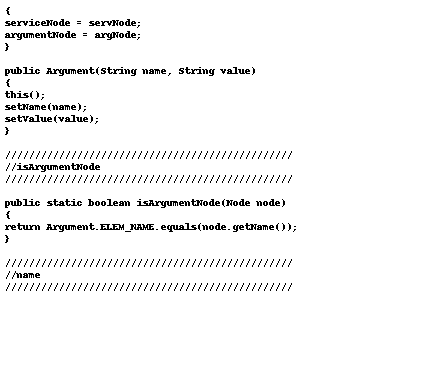 {
serviceNode = servNode;
argumentNode = argNode;
}
public Argument(String name, String value)
{
this();
setName(name);
setValue(value);
}
////////////////////////////////////////////////
//isArgumentNode
////////////////////////////////////////////////
public static boolean isArgumentNode(Node node)
{
return Argument.ELEM_NAME.equals(node.getName());
}
////////////////////////////////////////////////
//name
////////////////////////////////////////////////